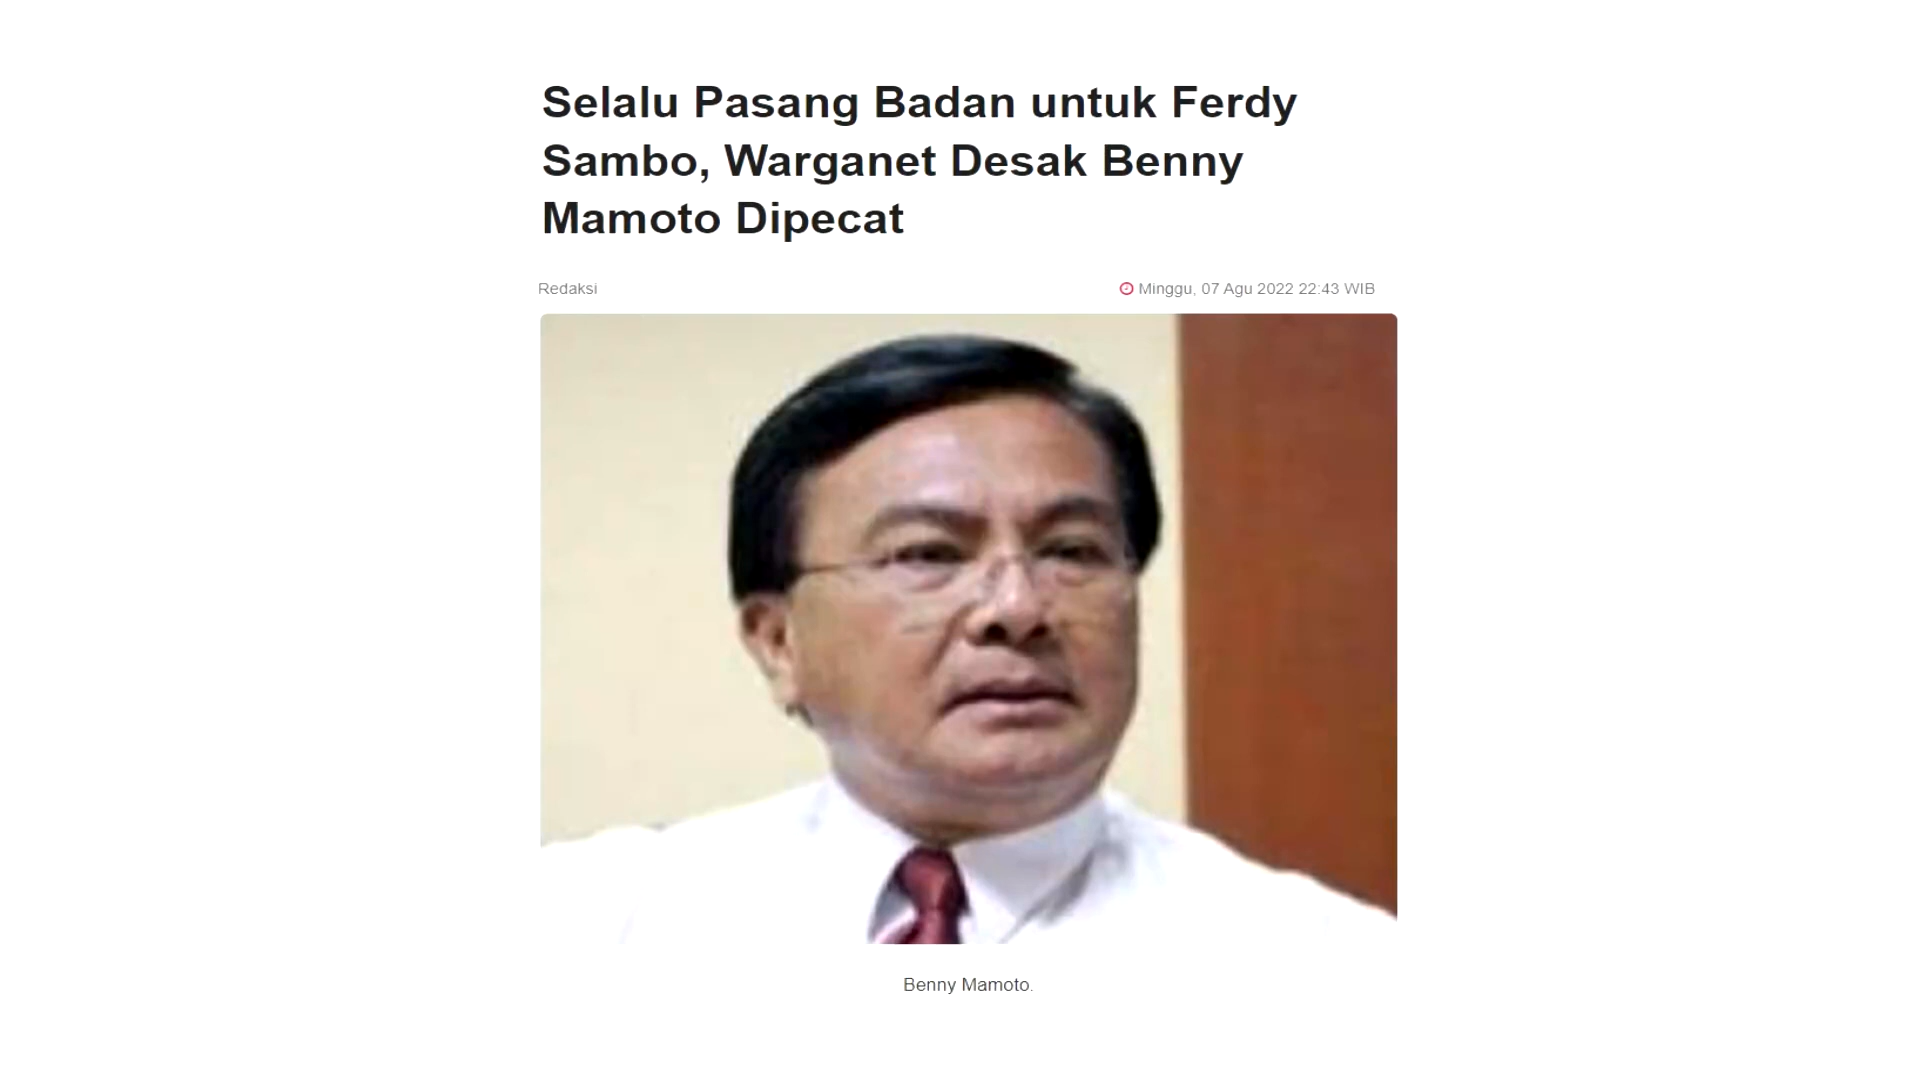 Selalu Pasang Badan untuk Ferdy
Sambo, Warganet Desak Benny
Mamoto Dipecat
Redaksi
Minggu, 07 Agu 2022 22:43 WIB
Benny Mamoto.